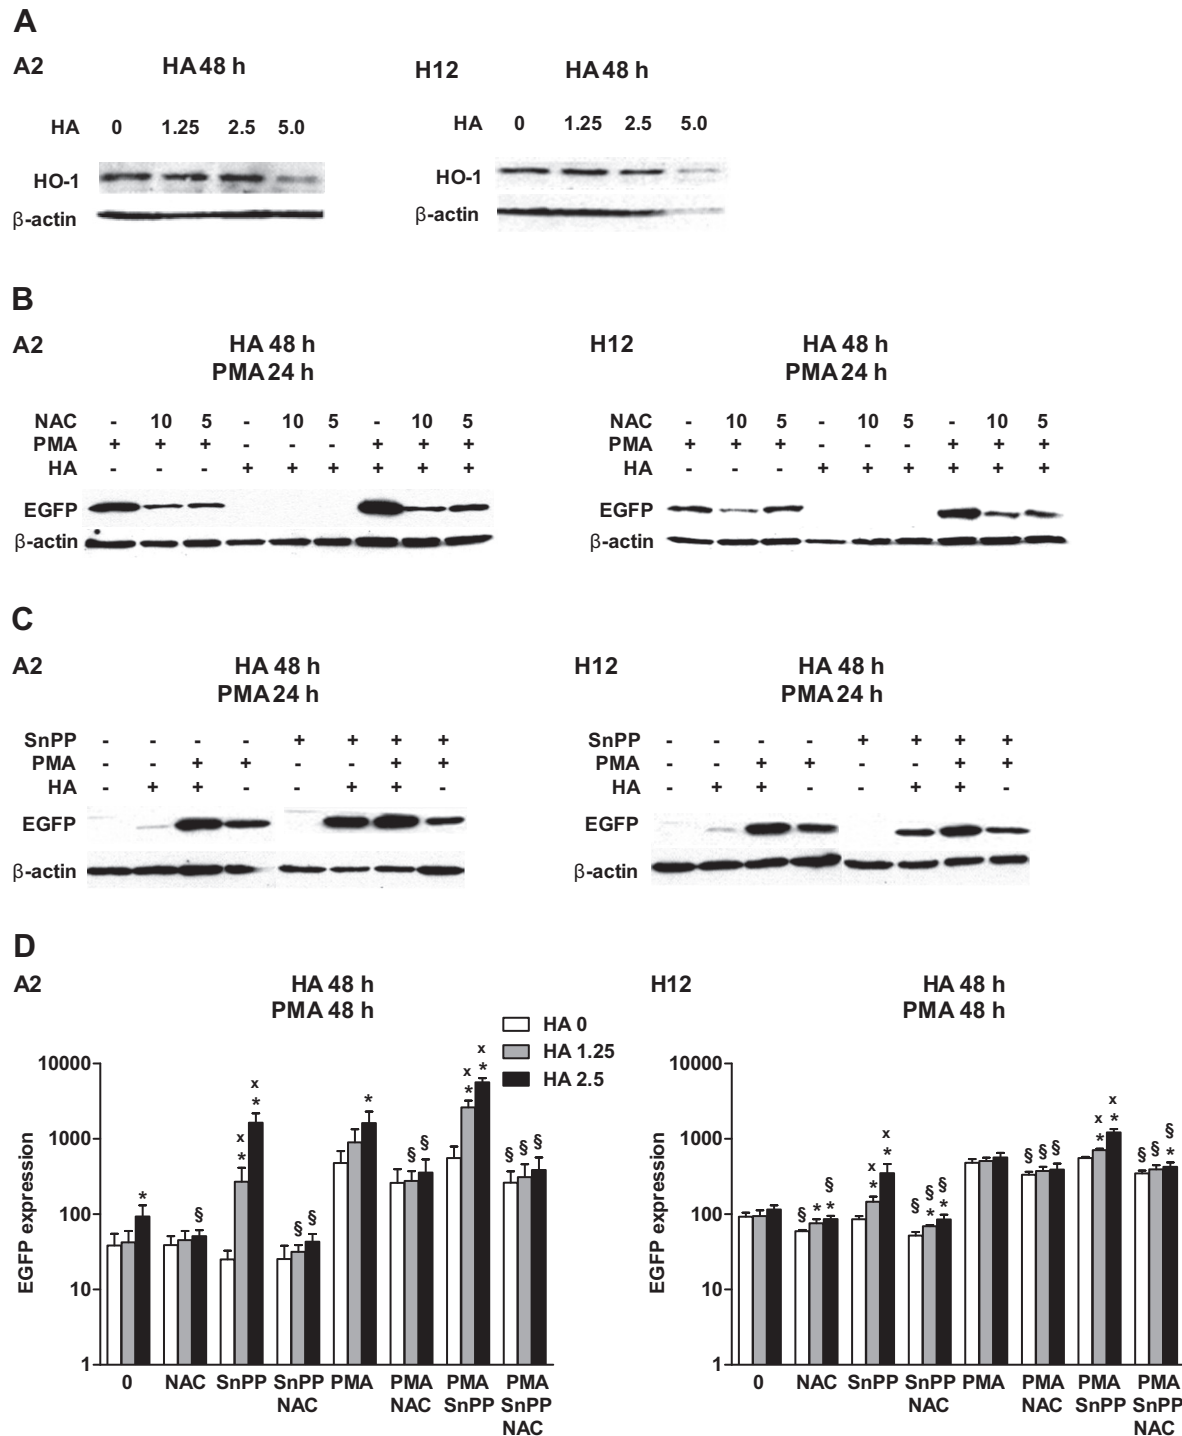 A
A2 HA 48 h H12 HA 48 h
HA 0 1.25 2.5 5.0 HA 0 1.25 2.5 5.0
HO-1 HO-1
β-actin β-actin
B
A2 HA 48 h H12 HA 48 h
PMA 24 h PMA 24 h
NAC - 10 5 - 10 5 - 10 5 NAC - 10 5 - 10 5 - 10 5
PMA + + + - - - + + + PMA + + + - - - + + +
HA - - - + + + + + + HA - - - + + + + + +
EGFP EGFP
β-actin β-actin
C
A2 HA 48 h H12 HA 48 h
PMA 24 h PMA 24 h
SnPP - - - - + + + + SnPP - - - - + + + +
PMA - - + + - - + + PMA - - + + - - + +
HA - + + - - + + - HA - + + - - + + -
EGFP EGFP
β-actin β-actin
D
A2 HA 48 h H12 HA 48 h
PMA 48 h PMA 48 h
HA 0
HA 1.25
HA 2.5
EGFP expression
10000
1000
100
10
1
* § x * x * § § * § § x * x * § § §
0 NAC SnPP SnPP NAC PMA PMA NAC PMA SnPP PMA SnPP NAC
EGFP expression
10000
1000
100
10
1
§ * § * x * x * § § * § * § § § x * x * § § § *
0 NAC SnPP SnPP NAC PMA PMA NAC PMA SnPP PMA SnPP NAC